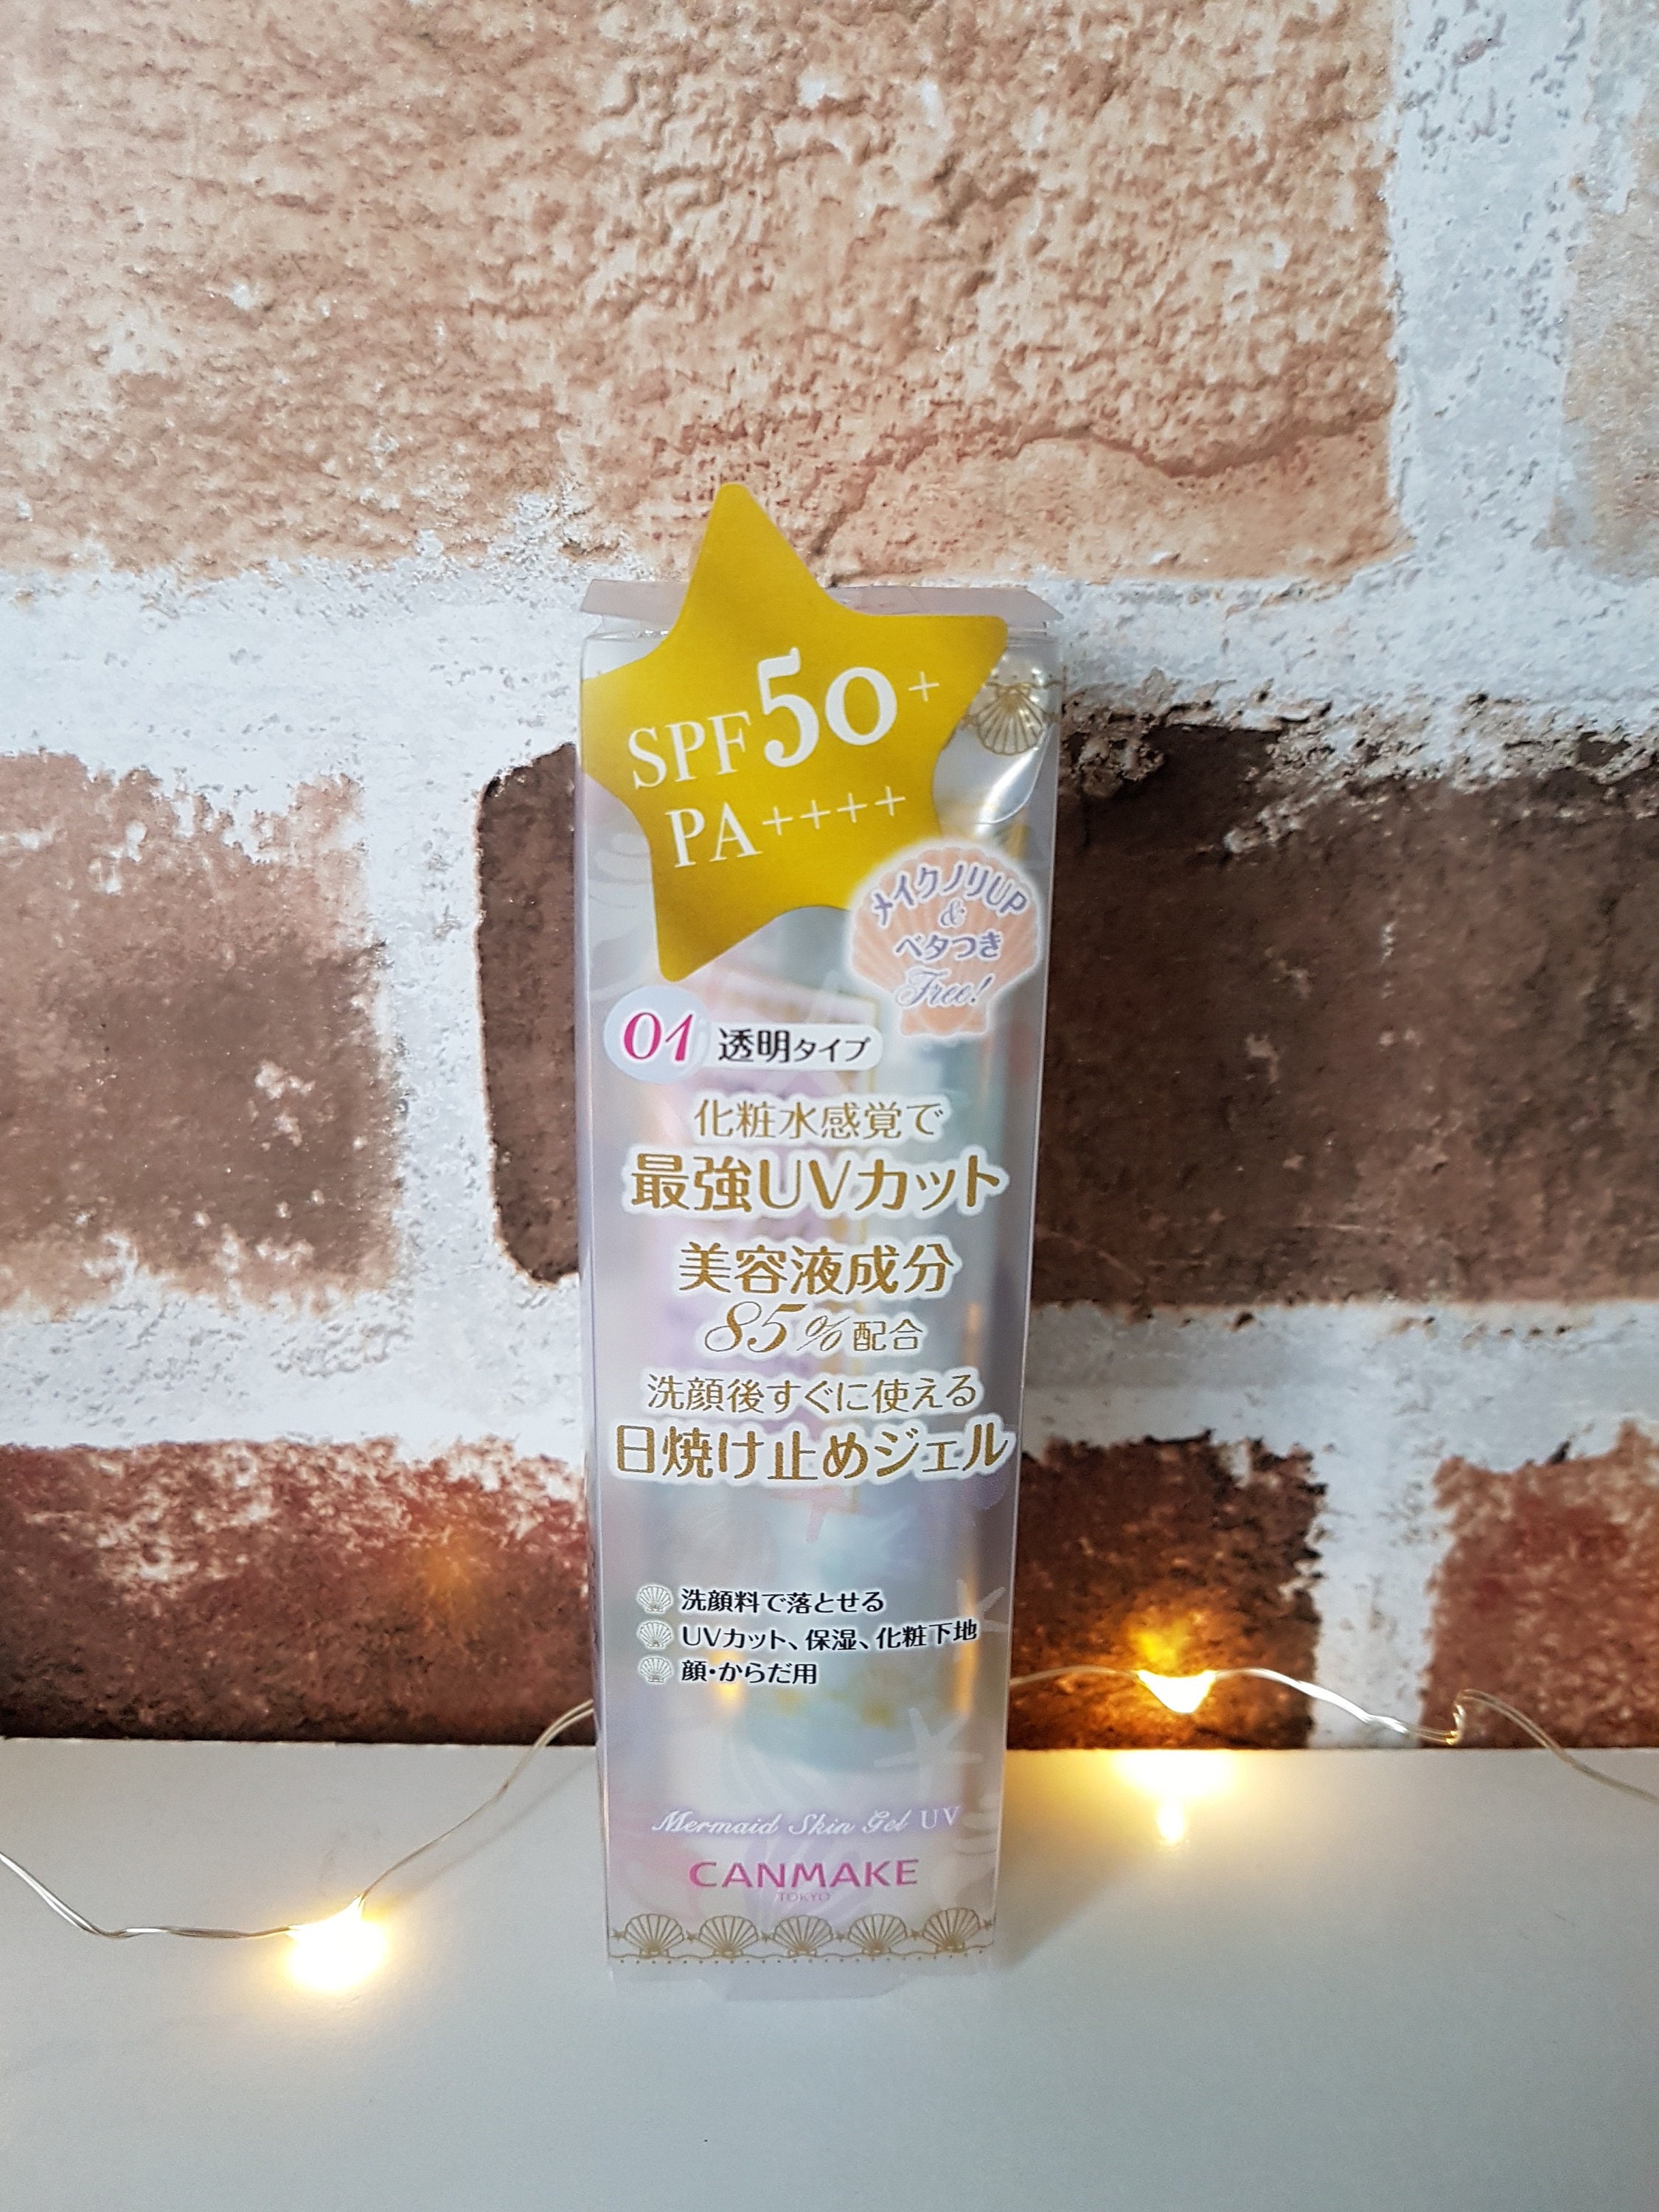 SPF50+
PA++++
メイクノリUP
&
ベタつき
Free!
01 透明タイプ
化粧水感覚で
最強UVカット
美容液成分
85%配合
洗顔後すぐに使える
日焼け止めジェル
洗顔料で落とせる
UVカット、保湿、化粧下地
顔・からだ用
Mermaid Skin Gel UV
CANMAKE
TOKYO